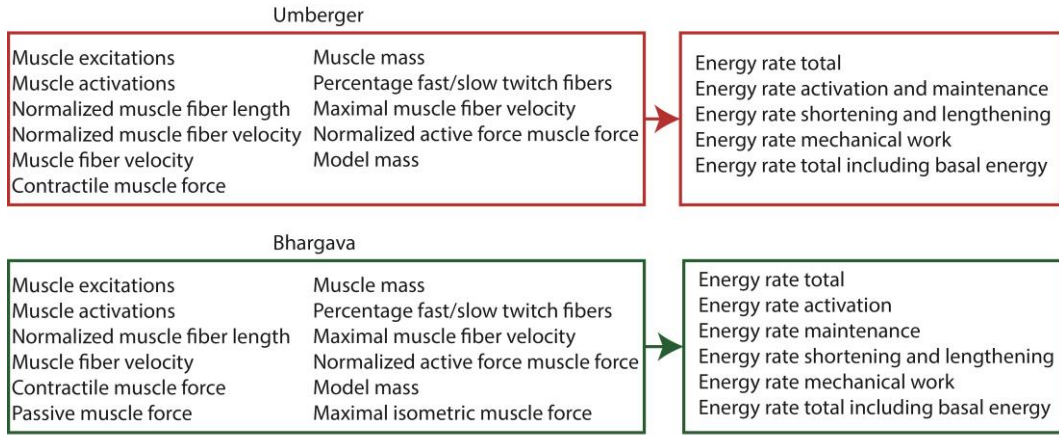 Umberger
Muscle excitations
Muscle activations
Normalized muscle fiber length
Normalized muscle fiber velocity
Muscle fiber velocity
Contractile muscle force
Muscle mass
Percentage fast/slow twitch fibers
Maximal muscle fiber velocity
Normalized active force muscle force
Model mass
Energy rate total
Energy rate activation and maintenance
Energy rate shortening and lengthening
Energy rate mechanical work
Energy rate total including basal energy
Bhargava
Muscle excitations
Muscle activations
Normalized muscle fiber length
Muscle fiber velocity
Contractile muscle force
Passive muscle force
Muscle mass
Percentage fast/slow twitch fibers
Maximal muscle fiber velocity
Normalized active force muscle force
Model mass
Maximal isometric muscle force
Energy rate total
Energy rate activation
Energy rate maintenance
Energy rate shortening and lengthening
Energy rate mechanical work
Energy rate total including basal energy